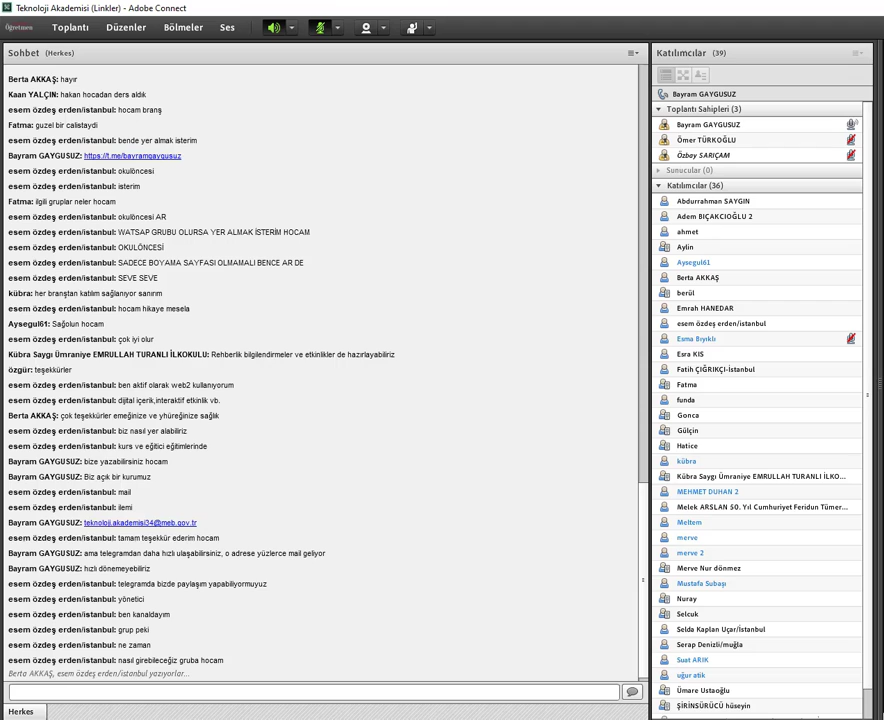 Teknoloji Akademisi (Linkler) - Adobe Connect
Öğretmen Toplantı Düzenler Bölmeler Ses
Sohbet (Herkes)
Berta AKKAŞ: hayır
Kaan YALÇIN: hakan hocadan ders aldık
esem özdeş erden/istanbul: hocam branş
Fatma: guzel bir calistaydi
esem özdeş erden/istanbul: bende yer almak isterim
Bayram GAYGUSUZ: https://t.me/bayramgaygusuz
esem özdeş erden/istanbul: okulöncesi
esem özdeş erden/istanbul: isterim
Fatma: ilgili gruplar neler hocam
esem özdeş erden/istanbul: okulöncesi AR
esem özdeş erden/istanbul: WATSAP GRUBU OLURSA YER ALMAK İSTERİM HOCAM
esem özdeş erden/istanbul: OKULÖNCESİ
esem özdeş erden/istanbul: SADECE BOYAMA SAYFASI OLMAMALI BENCE AR DE
esem özdeş erden/istanbul: SEVE SEVE
kübra: her branştan katılım sağlanıyor sanırım
esem özdeş erden/istanbul: hocam hikaye mesela
Aysegul61: Sağolun hocam
esem özdeş erden/istanbul: çok iyi olur
Kübra Saygı Ümraniye EMRULLAH TURANLI İLKOKULU: Rehberlik bilgilendirmeler ve etkinlikler de hazırlayabiliriz
özgür: teşekkürler
esem özdeş erden/istanbul: ben aktif olarak web2 kullanıyorum
esem özdeş erden/istanbul: dijital içerik,interaktif etkinlik vb.
Berta AKKAŞ: çok teşekkürler emeğinize ve yhüreğinize sağlık
esem özdeş erden/istanbul: biz nasıl yer alabiliriz
esem özdeş erden/istanbul: kurs ve eğitici eğitimlerinde
Bayram GAYGUSUZ: bize yazabilirsiniz hocam
Bayram GAYGUSUZ: Biz açık bir kurumuz
esem özdeş erden/istanbul: mail
esem özdeş erden/istanbul: ilemi
Bayram GAYGUSUZ: teknoloji.akademisi34@meb.gov.tr
esem özdeş erden/istanbul: tamam teşekkür ederim hocam
Bayram GAYGUSUZ: ama telegramdan daha hızlı ulaşabilirsiniz, o adrese yüzlerce mail geliyor
Bayram GAYGUSUZ: hızlı dönemeyebiliriz
esem özdeş erden/istanbul: telegramda bizde paylaşım yapabiliyormuyuz
esem özdeş erden/istanbul: yönetici
esem özdeş erden/istanbul: ben kanaldayım
esem özdeş erden/istanbul: grup peki
esem özdeş erden/istanbul: ne zaman
esem özdeş erden/istanbul: nasıl girebileceğiz gruba hocam
Berta AKKAŞ, esem özdeş erden/istanbul yazıyorlar...
Herkes
Katılımcılar (39)
Bayram GAYGUSUZ
Toplantı Sahipleri (3)
Bayram GAYGUSUZ
Ömer TÜRKOĞLU
Özbay SARIÇAM
Sunucular (0)
Katılımcılar (36)
Abdurrahman SAYGIN
Adem BIÇAKCIOĞLU 2
ahmet
Aylin
Aysegul61
Berta AKKAŞ
berül
Emrah HANEDAR
esem özdeş erden/istanbul
Esma Bıyıklı
Esra KIS
Fatih ÇIĞRIKÇI-İstanbul
Fatma
funda
Gonca
Gülçin
Hatice
kübra
Kübra Saygı Ümraniye EMRULLAH TURANLI İLKO...
MEHMET DUHAN 2
Melek ARSLAN 50. Yıl Cumhuriyet Feridun Tümer...
Meltem
merve
merve 2
Merve Nur dönmez
Mustafa Subaşı
Nuray
Selcuk
Selda Kaplan Uçar/İstanbul
Serap Denizli/muğla
Suat ARIK
uğur atik
Ümare Ustaoğlu
ŞİRİNSÜRÜCÜ hüseyin